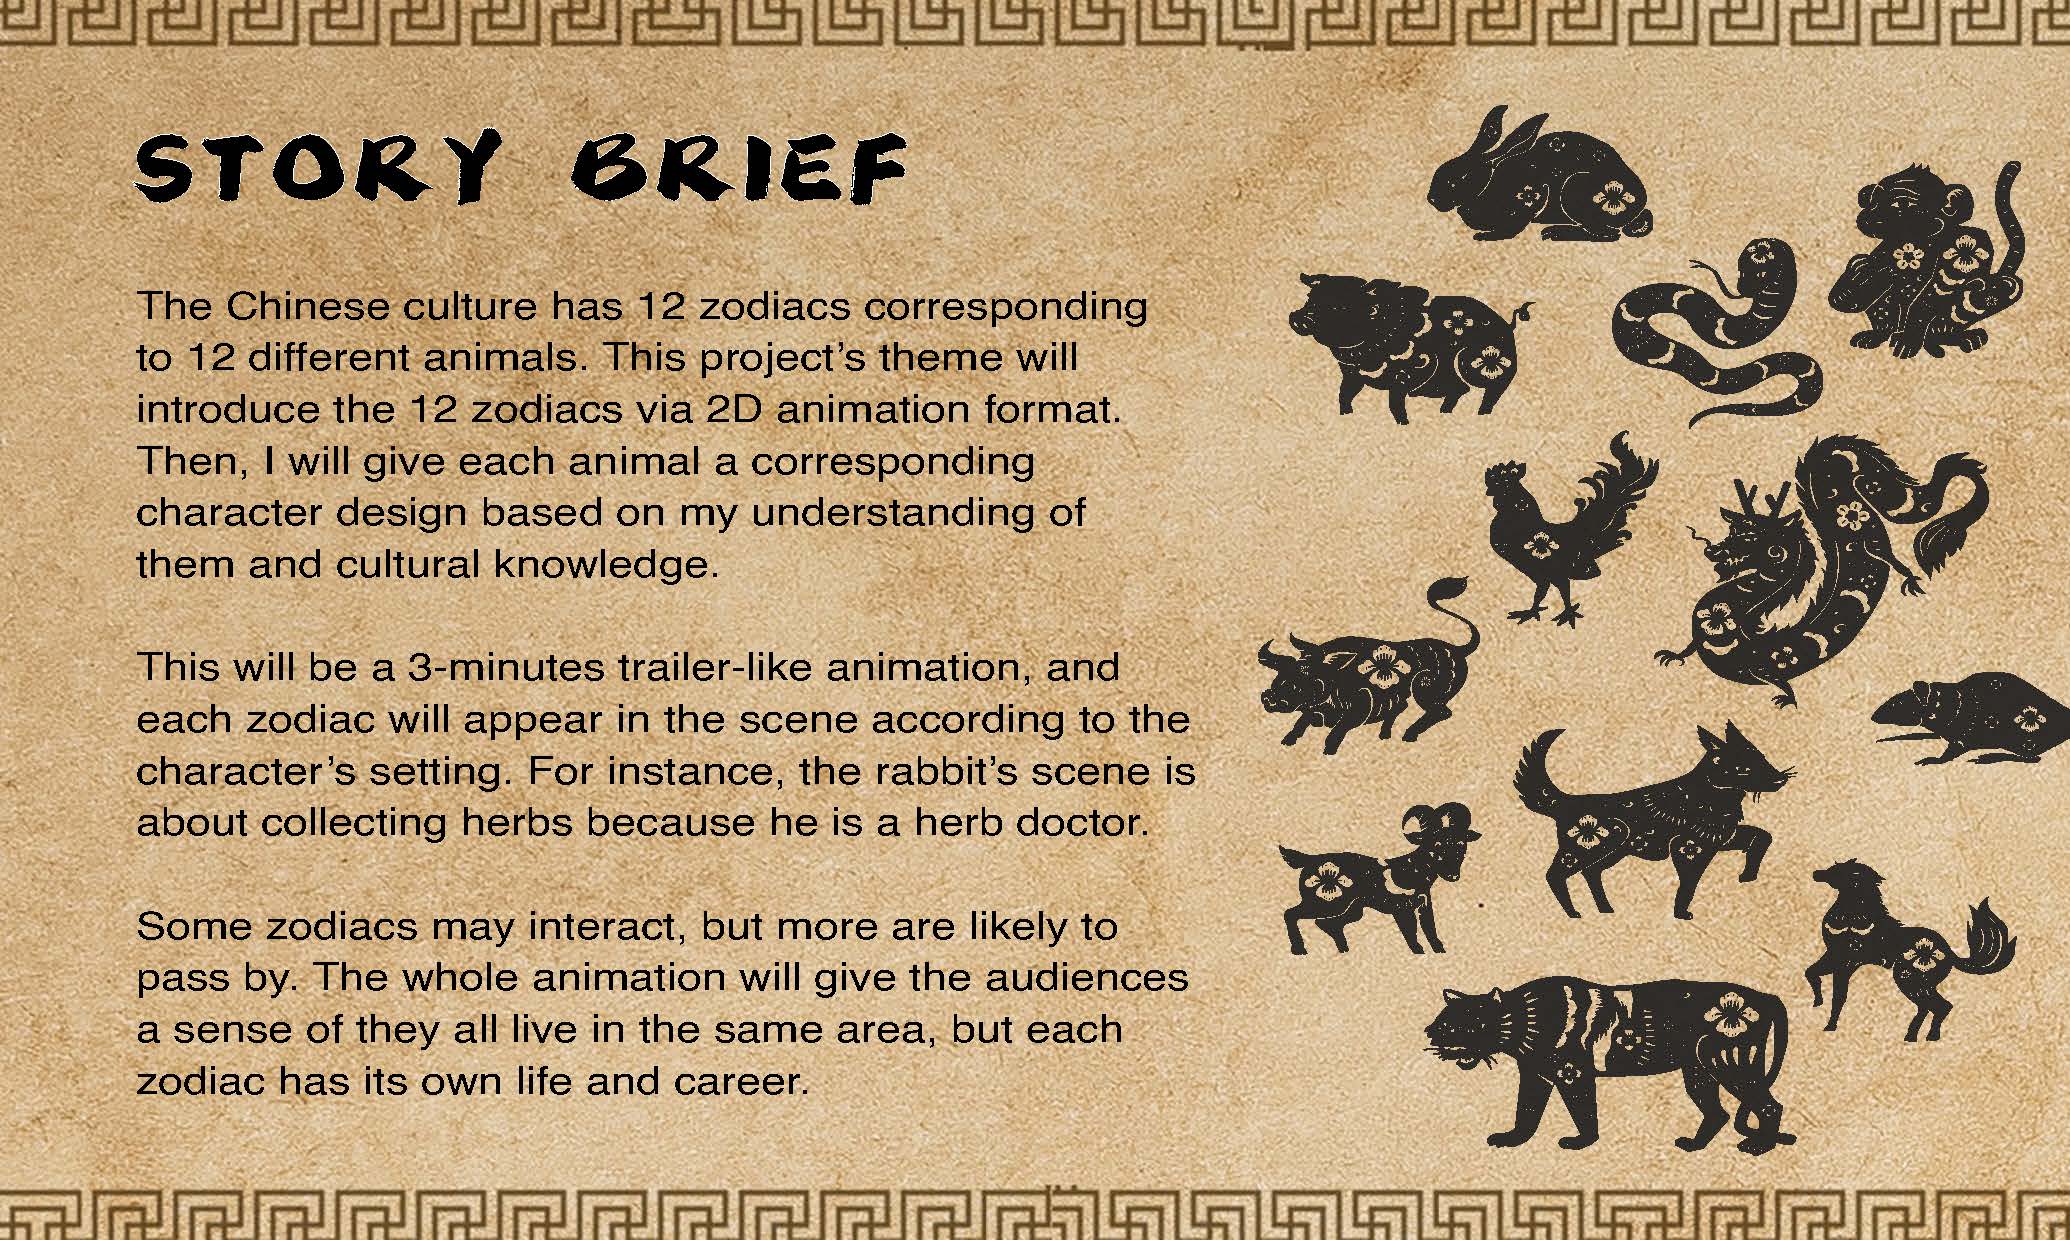 STORY BRIEF
The Chinese culture has 12 zodiacs corresponding
to 12 different animals. This project’s theme will
introduce the 12 zodiacs via 2D animation format.
Then, I will give each animal a corresponding
character design based on my understanding of
them and cultural knowledge.
This will be a 3-minutes trailer-like animation, and
each zodiac will appear in the scene according to the
character’s setting. For instance, the rabbit’s scene is
about collecting herbs because he is a herb doctor.
Some zodiacs may interact, but more are likely to
pass by. The whole animation will give the audiences
a sense of they all live in the same area, but each
zodiac has its own life and career.